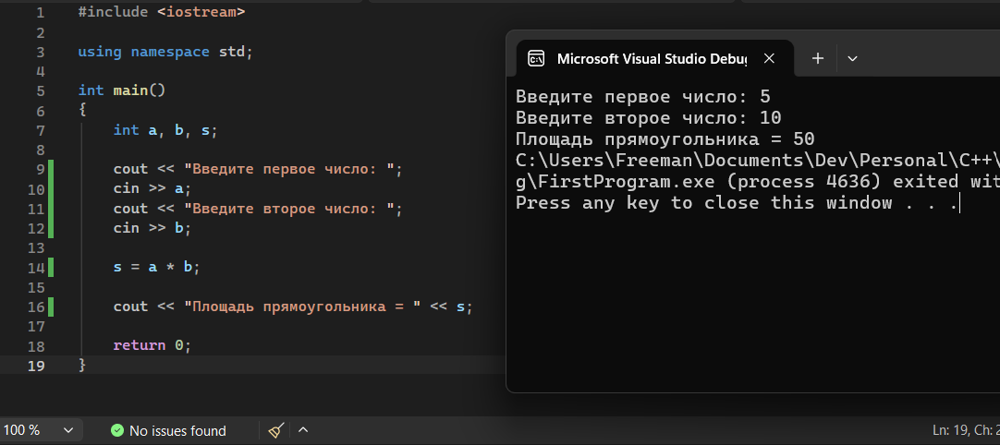 1 #include <iostream>
2
3 using namespace std;
4
5 int main()
6 {
7 int a, b, s;
8
9 cout << "Введите первое число: ";
10 cin >> a;
11 cout << "Введите второе число: ";
12 cin >> b;
13
14 s = a * b;
15
16 cout << "Площадь прямоугольника = " << s;
17
18 return 0;
19 }
Microsoft Visual Studio Debu
Введите первое число: 5
Введите второе число: 10
Площадь прямоугольника = 50
C:\Users\Freeman\Documents\Dev\Personal\C++\
g\FirstProgram.exe (process 4636) exited wit
Press any key to close this window . . .
100 % No issues found Ln: 19, Ch: